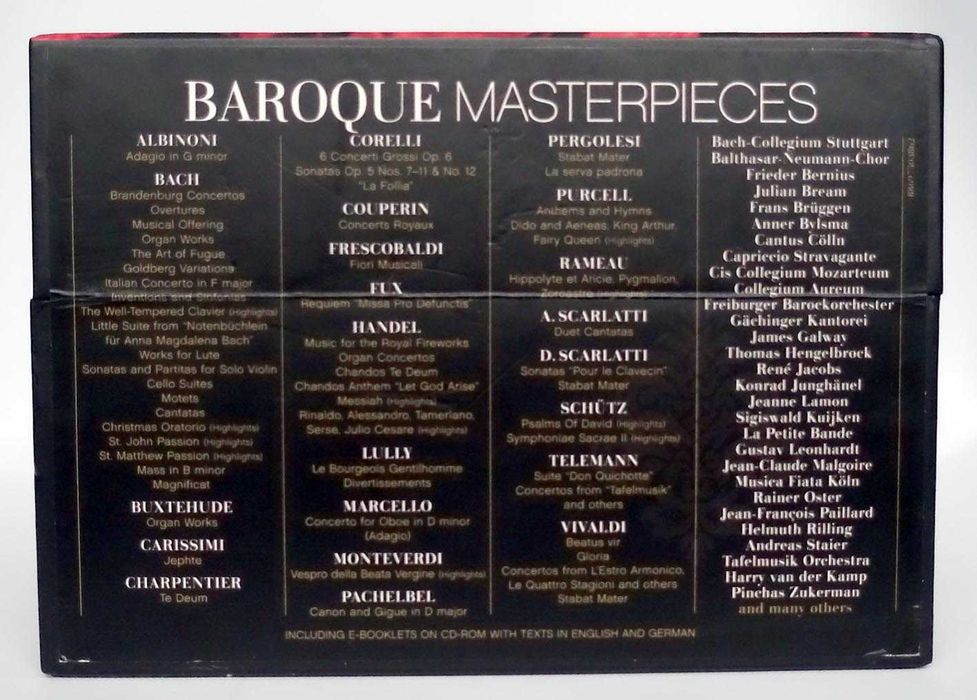 BAROQUE MASTERPIECES
ALBINONI
Adagio in G minor
BACH
Brandenburg Concertos
Overtures
Musical Offering
Organ Works
The Art of Fugue
Goldberg Variations
Italian Concerto in F major
Inventions and Sinfonias
The Well-Tempered Clavier (Highlights)
Little Suite from "Notenbüchlein
für Anna Magdalena Bach"
Works for Lute
Sonatas and Partitas for Solo Violin
Cello Suites
Motets
Cantatas
Christmas Oratorio (Highlights)
St. John Passion (Highlights)
St. Matthew Passion (Highlights)
Mass in B minor
Magnificat
BUXTEHUDE
Organ Works
CARISSIMI
Jephte
CHARPENTIER
Te Deum
CORELLI
6 Concerti Grossi Op. 6
Sonatas Op. 5 Nos. 7–11 & No. 12
"La Follia"
COUPERIN
Concerts Royaux
FRESCOBALDI
Fiori Musicali
FUX
Requiem "Missa Pro Defunctis"
HANDEL
Music for the Royal Fireworks
Organ Concertos
Chandos Te Deum
Chandos Anthem "Let God Arise"
Messiah (Highlights)
Rinaldo, Alessandro, Tamerlano,
Serse, Julio Cesare (Highlights)
LULLY
Le Bourgeois Gentilhomme
Divertissements
MARCELLO
Concerto for Oboe in D minor
(Adagio)
MONTEVERDI
Vespro della Beata Vergine (Highlights)
PACHELBEL
Canon and Gigue in D major
PERGOLESI
Stabat Mater
La serva padrona
PURCELL
Anthems and Hymns
Dido and Aeneas, King Arthur,
Fairy Queen (Highlights)
RAMEAU
Hippolyte et Aricie, Pygmalion,
Zoroastre (Highlights)
A. SCARLATTI
Duet Cantatas
D. SCARLATTI
Sonatas "Pour le Clavecin"
Stabat Mater
SCHÜTZ
Psalms Of David (Highlights)
Symphoniae Sacrae II (Highlights)
TELEMANN
Suite "Don Quichotte"
Concertos from "Tafelmusik"
and others
VIVALDI
Beatus vir
Gloria
Concertos from L'Estro Armonico,
Le Quattro Stagioni and others
Stabat Mater
Bach-Collegium Stuttgart
Balthasar-Neumann-Chor
Frieder Bernius
Julian Bream
Frans Brüggen
Anner Bylsma
Cantus Cölln
Capriccio Stravagante
Cis Collegium Mozarteum
Collegium Aureum
Freiburger Barockorchester
Gächinger Kantorei
James Galway
Thomas Hengelbrock
René Jacobs
Konrad Junghänel
Jeanne Lamon
Sigiswald Kuijken
La Petite Bande
Gustav Leonhardt
Jean-Claude Malgoire
Musica Fiata Köln
Rainer Oster
Jean-François Paillard
Helmuth Rilling
Andreas Staier
Tafelmusik Orchestra
Harry van der Kamp
Pinchas Zukerman
and many others
INCLUDING E-BOOKLETS ON CD-ROM WITH TEXTS IN ENGLISH AND GERMAN